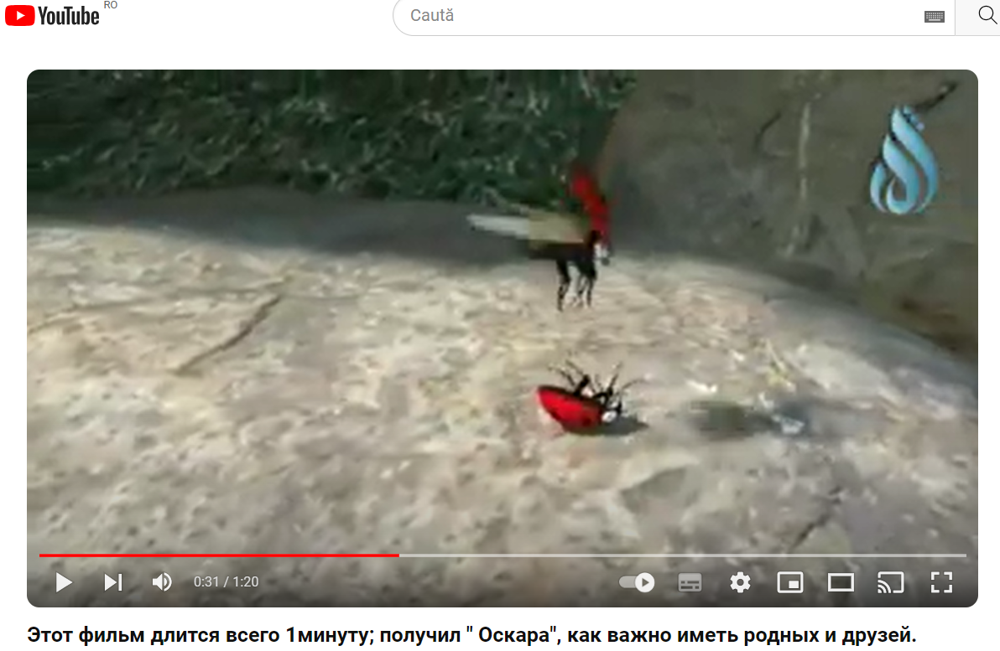 YouTube RO
Caută
0:31 / 1:20
Этот фильм длится всего 1минуту; получил " Оскара", как важно иметь родных и друзей.